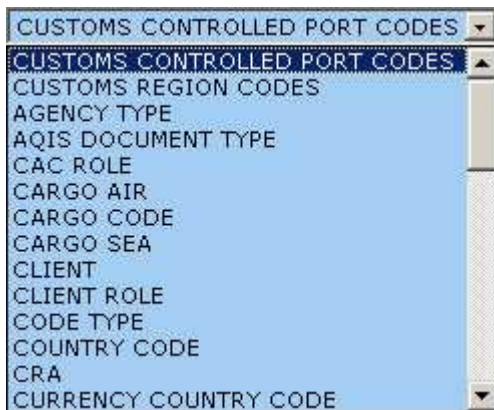 CUSTOMS CONTROLLED PORT CODES
CUSTOMS CONTROLLED PORT CODES
CUSTOMS REGION CODES
AGENCY TYPE
AQIS DOCUMENT TYPE
CAC ROLE
CARGO AIR
CARGO CODE
CARGO SEA
CLIENT
CLIENT ROLE
CODE TYPE
COUNTRY CODE
CRA
CURRENCY COUNTRY CODE